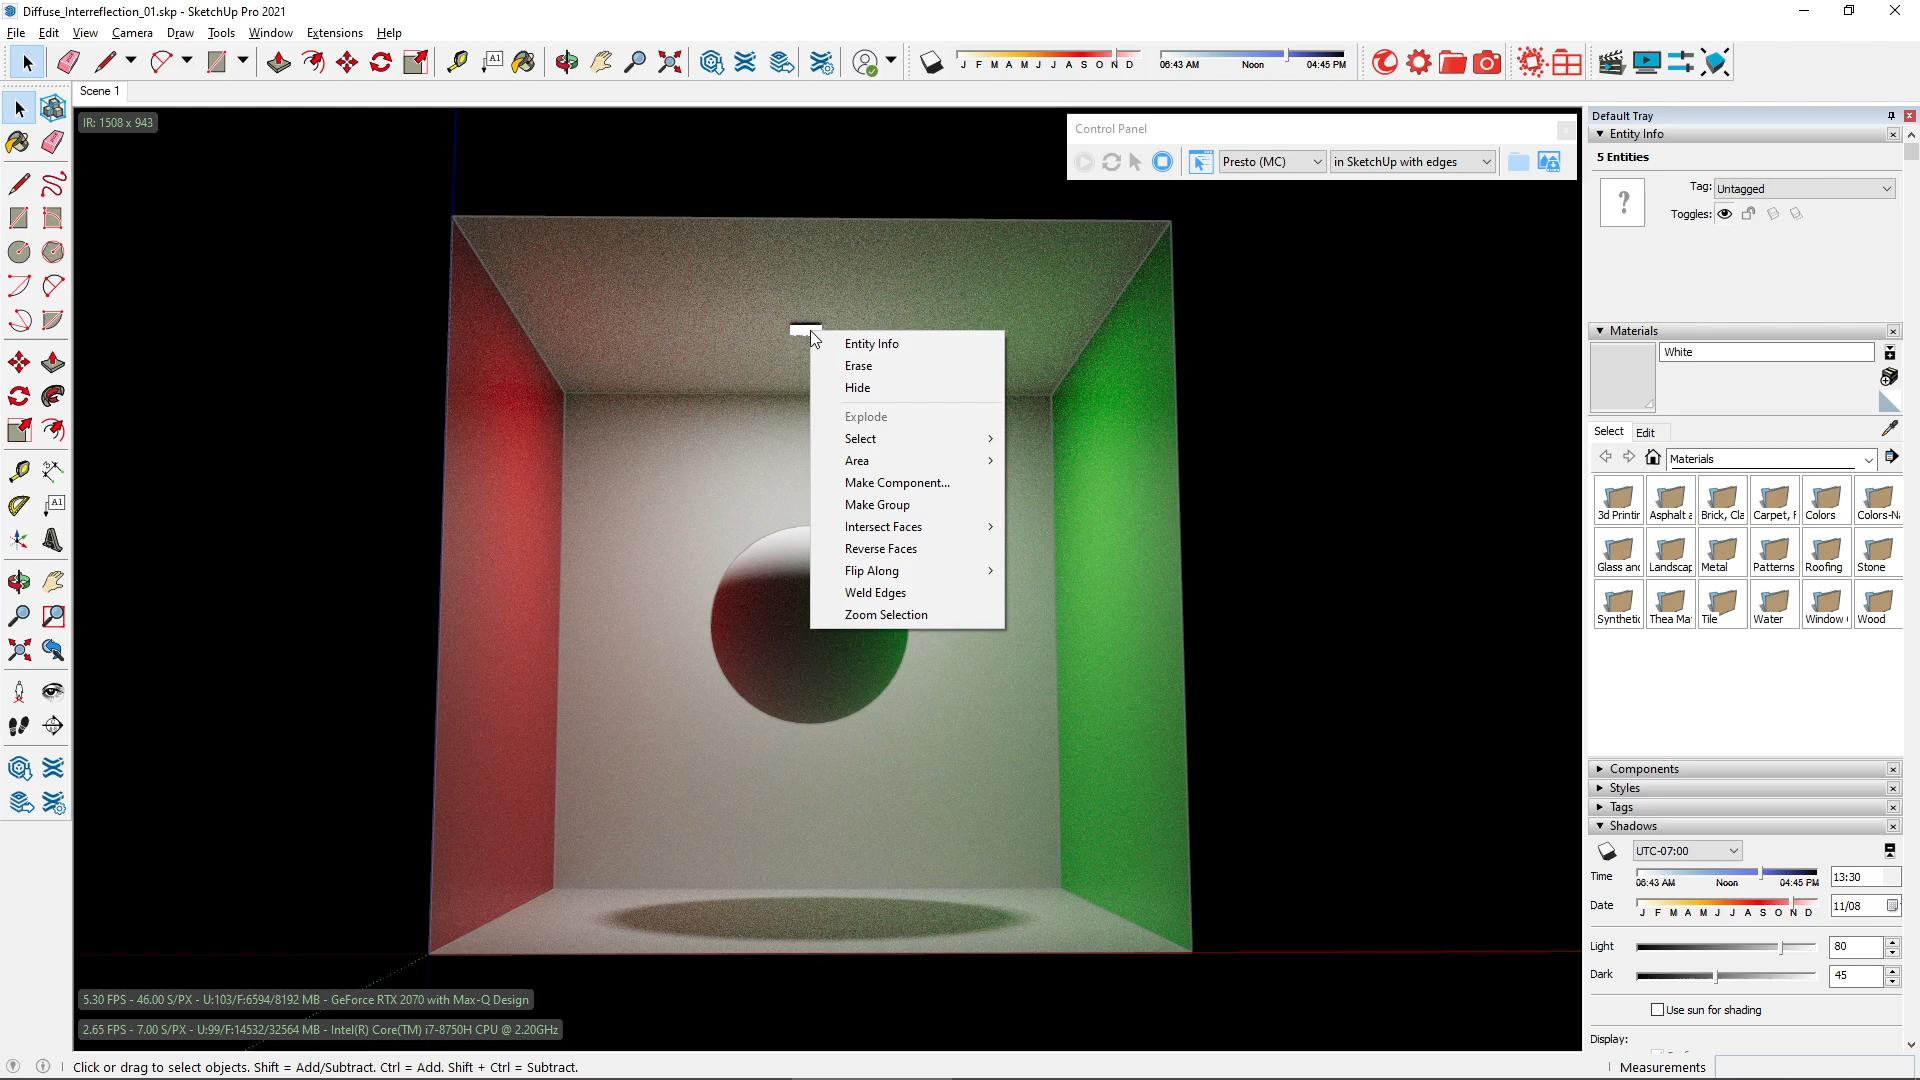 Diffuse_Interreflection_01.skp - SketchUp Pro 2021
File Edit View Camera Draw Tools Window Extensions Help
J F M A M J J A S O N D
06:43 AM Noon 04:45 PM
Scene 1
IR: 1508 x 943
Control Panel
Presto (MC) in SketchUp with edges
Entity Info
Erase
Hide
Explode
Select
Area
Make Component...
Make Group
Intersect Faces
Reverse Faces
Flip Along
Weld Edges
Zoom Selection
5.30 FPS - 46.00 S/PX - U:103/F:6594/8192 MB - GeForce RTX 2070 with Max-Q Design
2.65 FPS - 7.00 S/PX - U:99/F:14532/32564 MB - Intel(R) Core(TM) i7-8750H CPU @ 2.20GHz
Default Tray
Entity Info
5 Entities
Tag: Untagged
Toggles:
Materials
White
Select Edit
Materials
3d Printin Asphalt a Brick, Cla Carpet, F Colors Colors-Na
Glass and Landscap Metal Patterns Roofing Stone
Synthetic Thea Ma Tile Water Window Wood
Components
Styles
Tags
Shadows
UTC-07:00
Time 06:43 AM Noon 04:45 PM 13:30
Date J F M A M J J A S O N D 11/08
Light 80
Dark 45
Use sun for shading
Display:
Click or drag to select objects. Shift = Add/Subtract. Ctrl = Add. Shift + Ctrl = Subtract.
Measurements